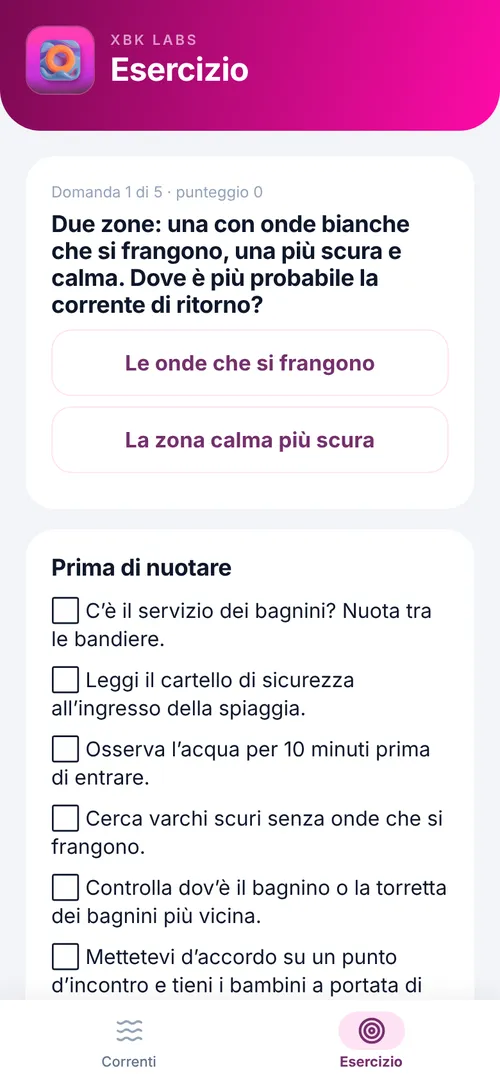 XBK LABS
Esercizio
Domanda 1 di 5 · punteggio 0
Due zone: una con onde bianche
che si frangono, una più scura e
calma. Dove è più probabile la
corrente di ritorno?
Le onde che si frangono
La zona calma più scura
Prima di nuotare
C’è il servizio dei bagnini? Nuota tra
le bandiere.
Leggi il cartello di sicurezza
all’ingresso della spiaggia.
Osserva l’acqua per 10 minuti prima
di entrare.
Cerca varchi scuri senza onde che si
frangono.
Controlla dov’è il bagnino o la torretta
dei bagnini più vicina.
Mettetevi d’accordo su un punto
d’incontro e tieni i bambini a portata di
Correnti
Esercizio